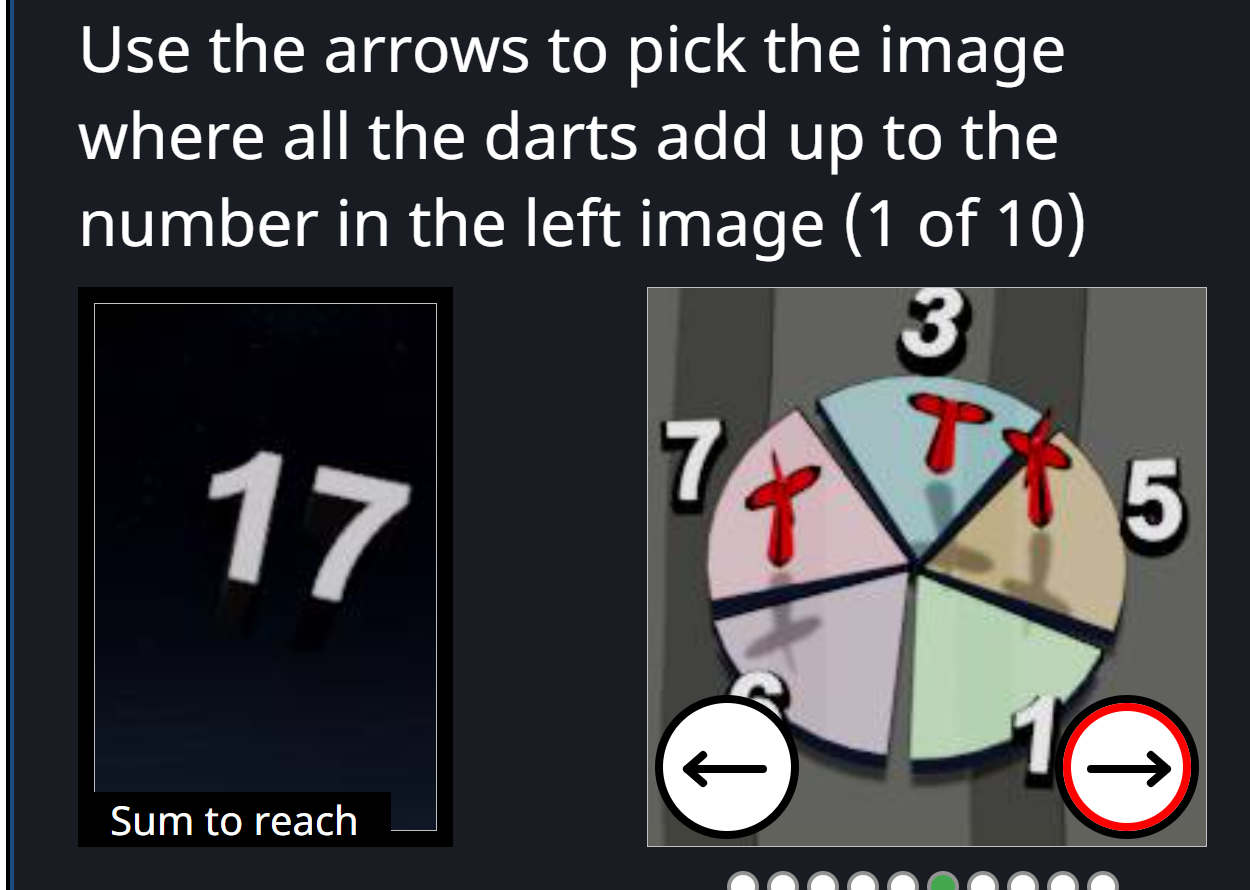 Use the arrows to pick the image
where all the darts add up to the
number in the left image (1 of 10)
17
Sum to reach
3
7
5
6
1